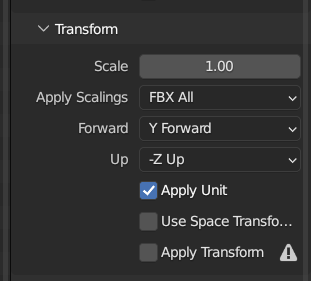 Transform
Scale 1.00
Apply Scalings FBX All
Forward Y Forward
Up -Z Up
Apply Unit
Use Space Transfo...
Apply Transform